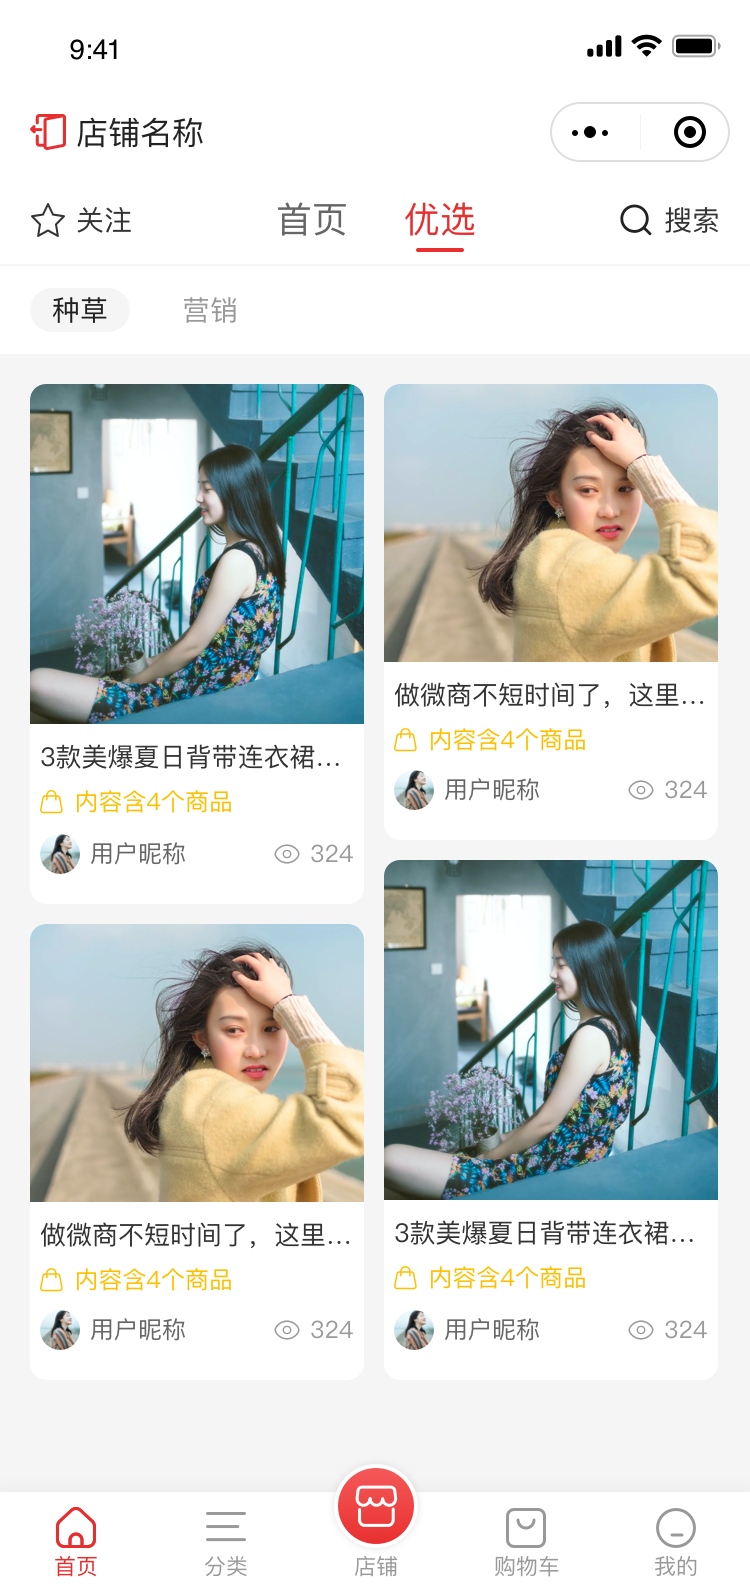 9:41
店铺名称
关注
首页
优选
搜索
种草
营销
3款美爆夏日背带连衣裙...
内容含4个商品
用户昵称
324
做微商不短时间了，这里...
内容含4个商品
用户昵称
324
做微商不短时间了，这里...
内容含4个商品
用户昵称
324
3款美爆夏日背带连衣裙...
内容含4个商品
用户昵称
324
首页
分类
店铺
购物车
我的